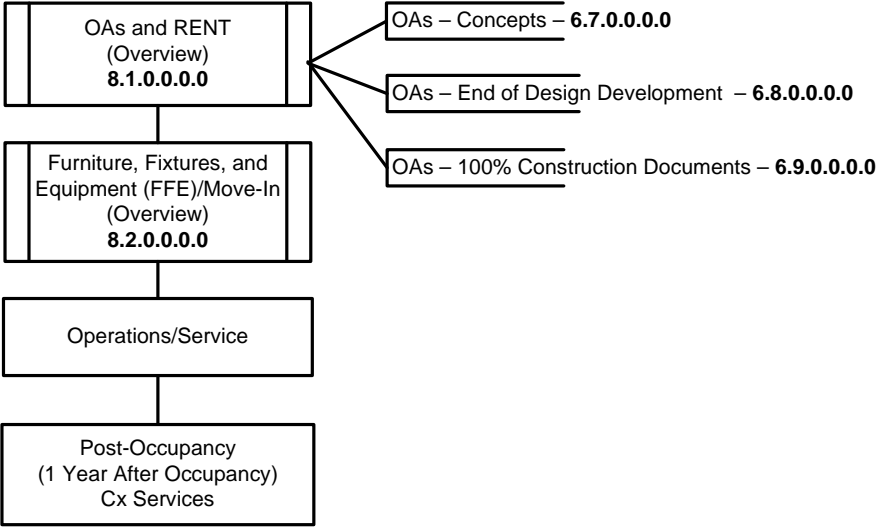 OAs and RENT
(Overview)
8.1.0.0.0.0
OAs – Concepts – 6.7.0.0.0.0
OAs – End of Design Development – 6.8.0.0.0.0
OAs – 100% Construction Documents – 6.9.0.0.0.0
Furniture, Fixtures, and
Equipment (FFE)/Move-In
(Overview)
8.2.0.0.0.0
Operations/Service
Post-Occupancy
(1 Year After Occupancy)
Cx Services